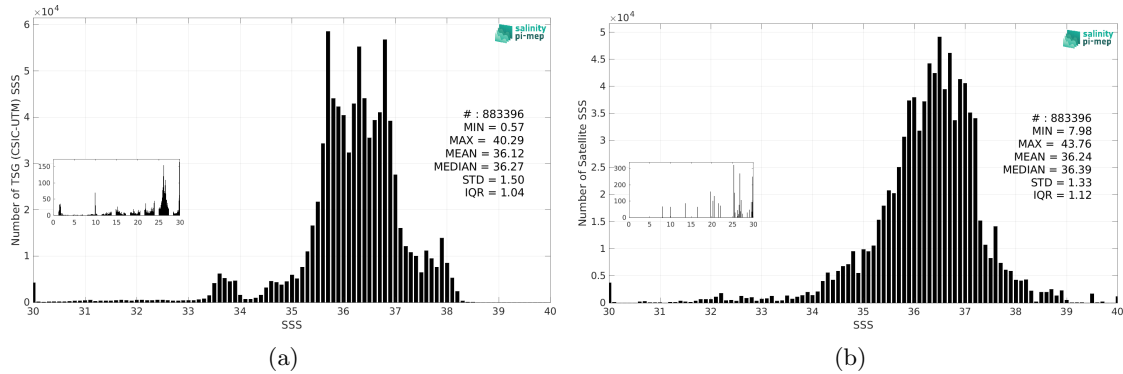 ×10⁴
salinity
pi-mep
Number of TSG (CSIC-UTM) SSS
6
5
4
3
2
1
0
# : 883396
MIN = 0.57
MAX = 40.29
MEAN = 36.12
MEDIAN = 36.27
STD = 1.50
IQR = 1.04
150
100
50
0
0 5 10 15 20 25 30
30 31 32 33 34 35 36 37 38 39 40
SSS
(a)
×10⁴
salinity
pi-mep
Number of Satellite SSS
5
4.5
4
3.5
3
2.5
2
1.5
1
0.5
0
# : 883396
MIN = 7.98
MAX = 43.76
MEAN = 36.24
MEDIAN = 36.39
STD = 1.33
IQR = 1.12
300
200
100
0
0 5 10 15 20 25 30
30 31 32 33 34 35 36 37 38 39 40
SSS
(b)